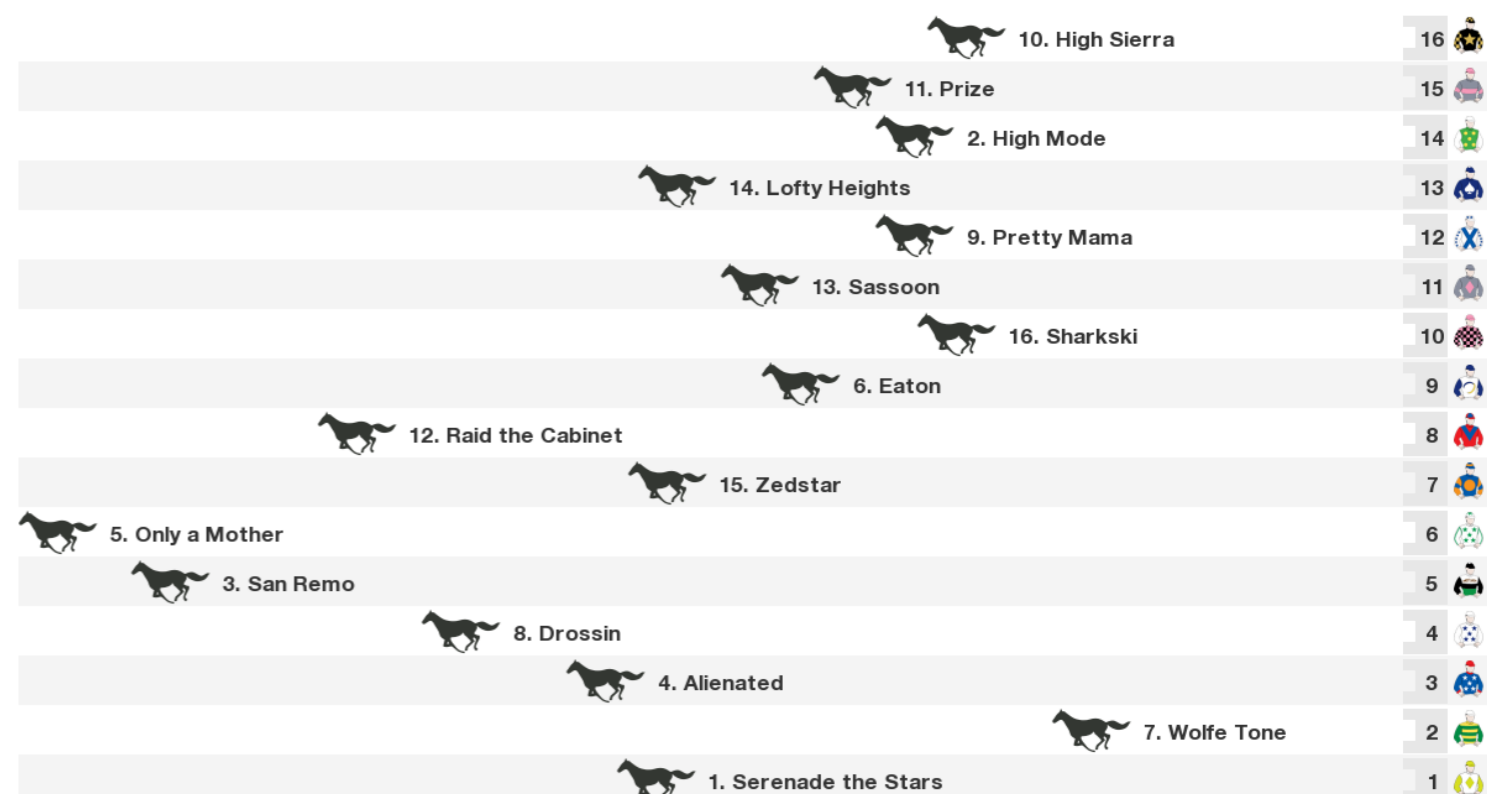 10. High Sierra 16
11. Prize 15
2. High Mode 14
14. Lofty Heights 13
9. Pretty Mama 12
13. Sassoon 11
16. Sharkski 10
6. Eaton 9
12. Raid the Cabinet 8
15. Zedstar 7
5. Only a Mother 6
3. San Remo 5
8. Drossin 4
4. Alienated 3
7. Wolfe Tone 2
1. Serenade the Stars 1